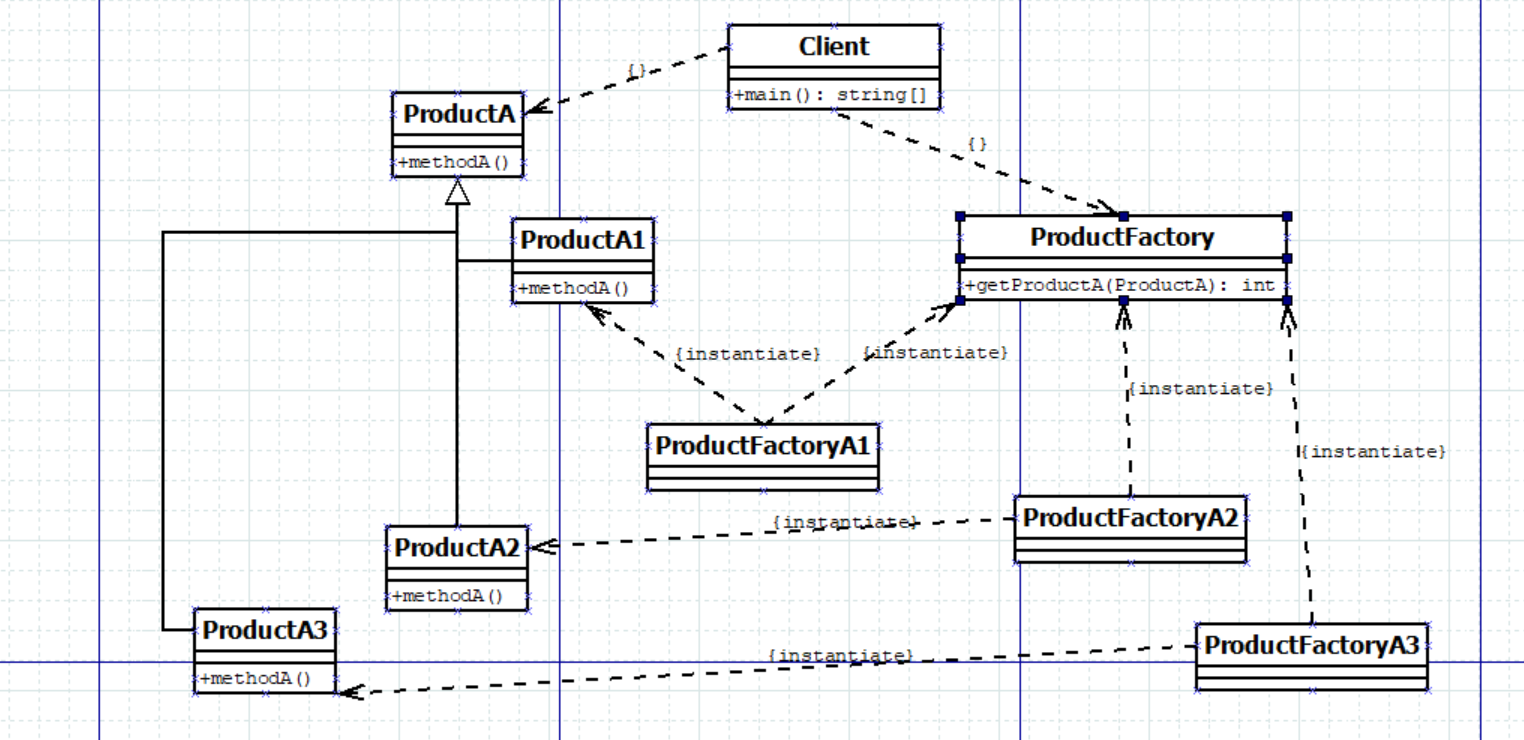 Client
+main(): string[]
{}
{}
ProductA
+methodA()
ProductA1
+methodA()
ProductFactory
+getProductA(ProductA): int
{instantiate}
{instantiate}
{instantiate}
ProductFactoryA1
{instantiate}
ProductFactoryA2
{instantiate}
ProductA2
+methodA()
ProductA3
+methodA()
{instantiate}
ProductFactoryA3